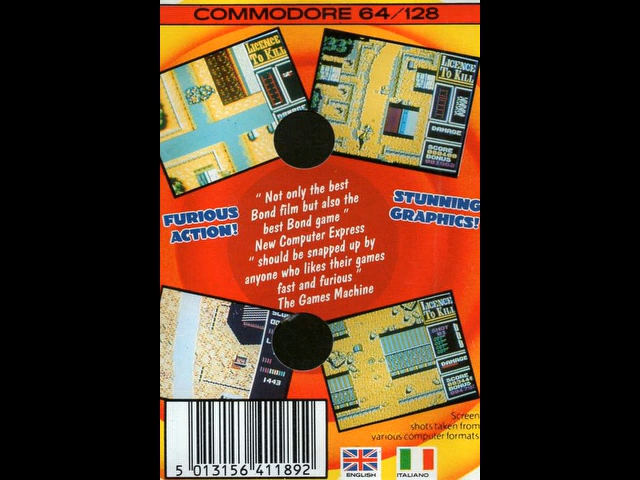 COMMODORE 64/128
LICENCE
TO KILL
DAMAGE
LICENCE
TO KILL
DAMAGE
SCORE
BONUS
FURIOUS
ACTION!
STUNNING
GRAPHICS!
" Not only the best
Bond film but also the
best Bond game "
New Computer Express
" should be snapped up by
anyone who likes their games
fast and furious "
The Games Machine
1443
LICENCE
TO KILL
SHOT
DAMAGE
SCORE
BONUS
Screen
shots taken from
various computer formats
5 013156 411892
ENGLISH
ITALIANO